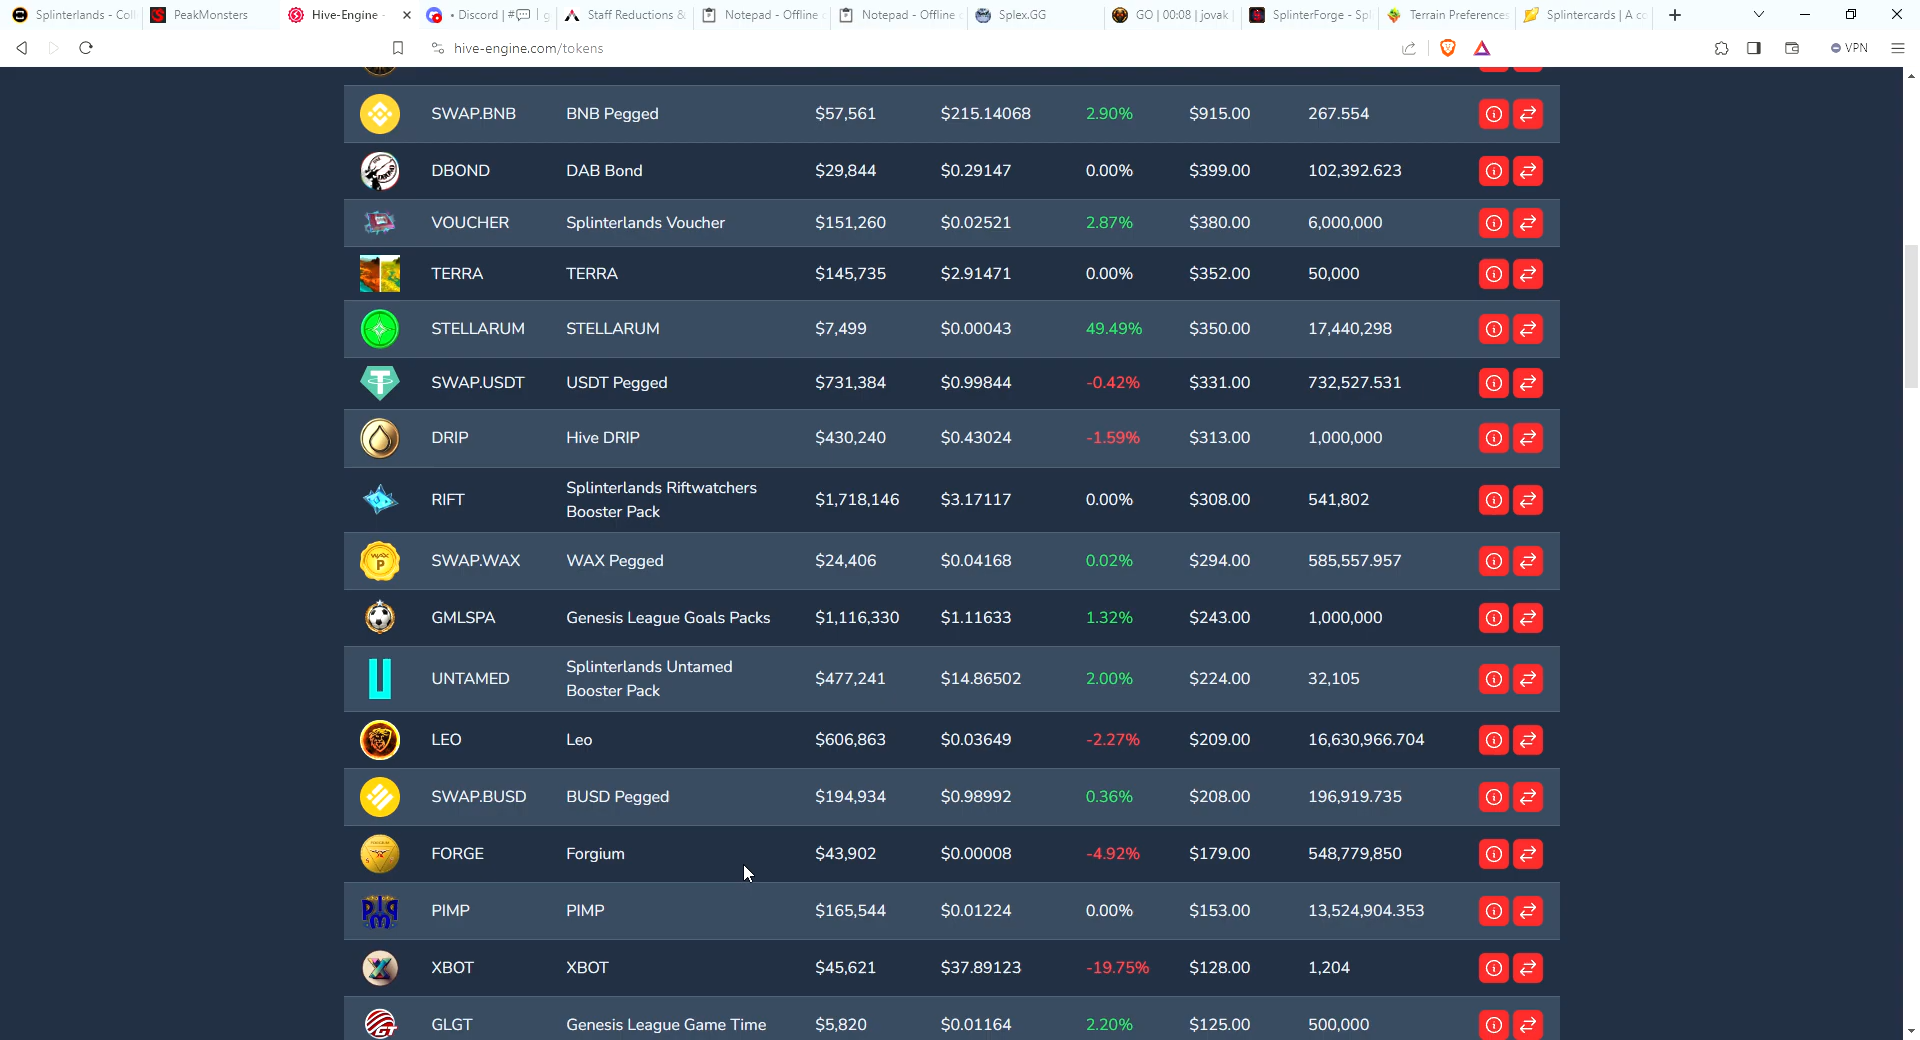 Splinterlands - Coll
PeakMonsters
Hive-Engine -
• Discord | #
Staff Reductions &
Notepad - Offline
Notepad - Offline
Splex.GG
GO | 00:08 | jovak
SplinterForge - Spl
Terrain Preferences
Splintercards | A co
hive-engine.com/tokens
VPN
SWAP.BNB BNB Pegged $57,561 $215.14068 2.90% $915.00 267.554
DBOND DAB Bond $29,844 $0.29147 0.00% $399.00 102,392.623
VOUCHER Splinterlands Voucher $151,260 $0.02521 2.87% $380.00 6,000,000
TERRA TERRA $145,735 $2.91471 0.00% $352.00 50,000
STELLARUM STELLARUM $7,499 $0.00043 49.49% $350.00 17,440,298
SWAP.USDT USDT Pegged $731,384 $0.99844 -0.42% $331.00 732,527.531
DRIP Hive DRIP $430,240 $0.43024 -1.59% $313.00 1,000,000
RIFT Splinterlands Riftwatchers
Booster Pack $1,718,146 $3.17117 0.00% $308.00 541,802
SWAP.WAX WAX Pegged $24,406 $0.04168 0.02% $294.00 585,557.957
GMLSPA Genesis League Goals Packs $1,116,330 $1.11633 1.32% $243.00 1,000,000
UNTAMED Splinterlands Untamed
Booster Pack $477,241 $14.86502 2.00% $224.00 32,105
LEO Leo $606,863 $0.03649 -2.27% $209.00 16,630,966.704
SWAP.BUSD BUSD Pegged $194,934 $0.98992 0.36% $208.00 196,919.735
FORGE Forgium $43,902 $0.00008 -4.92% $179.00 548,779,850
PIMP PIMP $165,544 $0.01224 0.00% $153.00 13,524,904.353
XBOT XBOT $45,621 $37.89123 -19.75% $128.00 1,204
GLGT Genesis League Game Time $5,820 $0.01164 2.20% $125.00 500,000